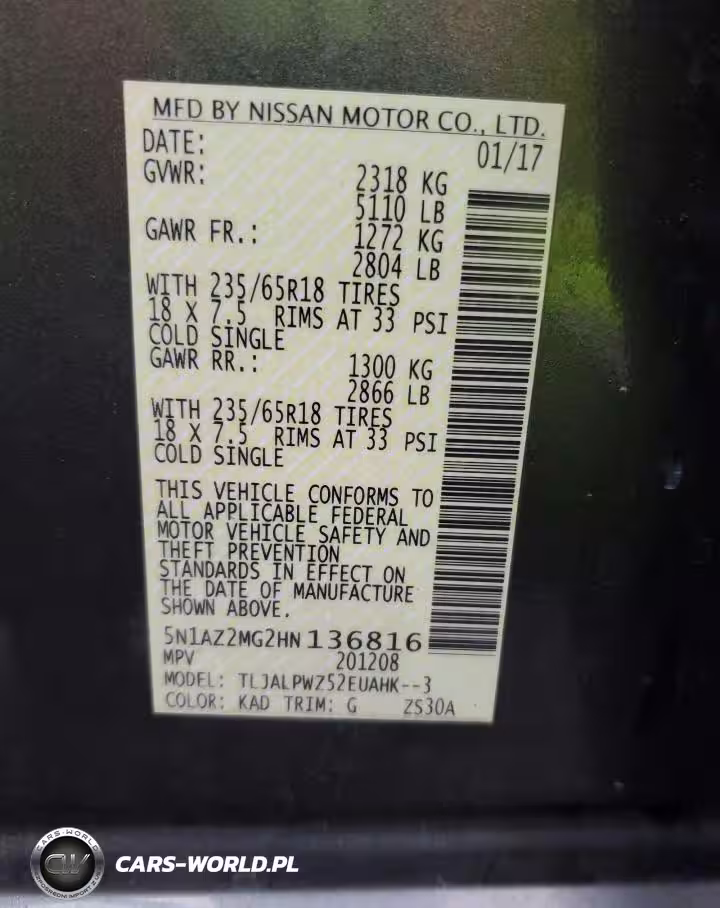 MFD BY NISSAN MOTOR CO., LTD.
DATE: 01/17
GVWR: 2318 KG
5110 LB
GAWR FR.: 1272 KG
2804 LB
WITH 235/65R18 TIRES
18 X 7.5 RIMS AT 33 PSI
COLD SINGLE
GAWR RR.: 1300 KG
2866 LB
WITH 235/65R18 TIRES
18 X 7.5 RIMS AT 33 PSI
COLD SINGLE
THIS VEHICLE CONFORMS TO
ALL APPLICABLE FEDERAL
MOTOR VEHICLE SAFETY AND
THEFT PREVENTION
STANDARDS IN EFFECT ON
THE DATE OF MANUFACTURE
SHOWN ABOVE.
5N1AZ2MG2HN136816
MPV 201208
MODEL: TLJALPWZ52EUAHK--3
COLOR: KAD TRIM: G ZS30A
CARS-WORLD
CW
CARS-WORLD.PL